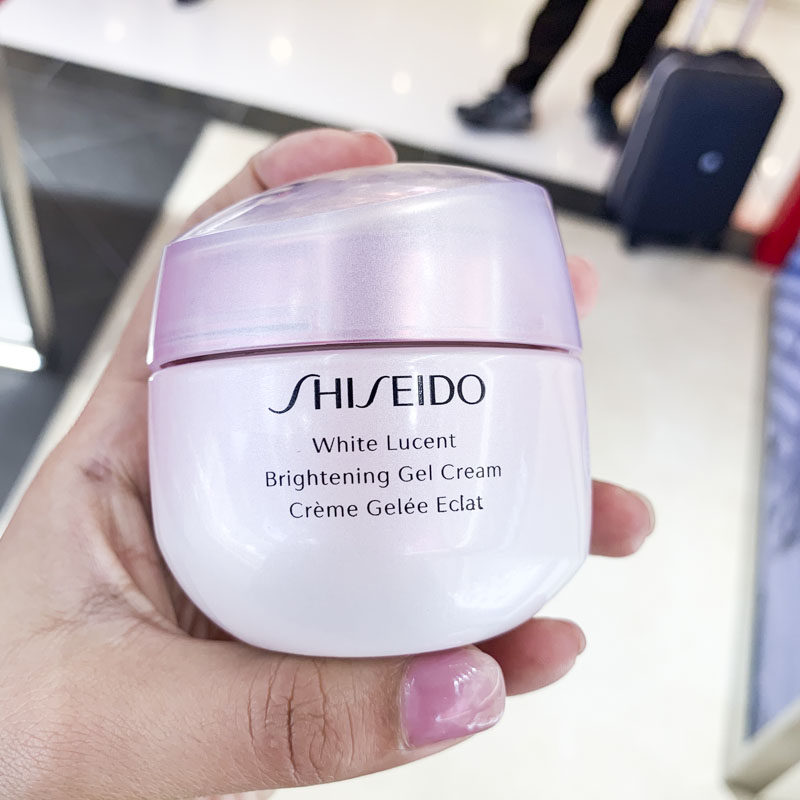 SHISEIDO
White Lucent
Brightening Gel Cream
Crème Gelée Eclat